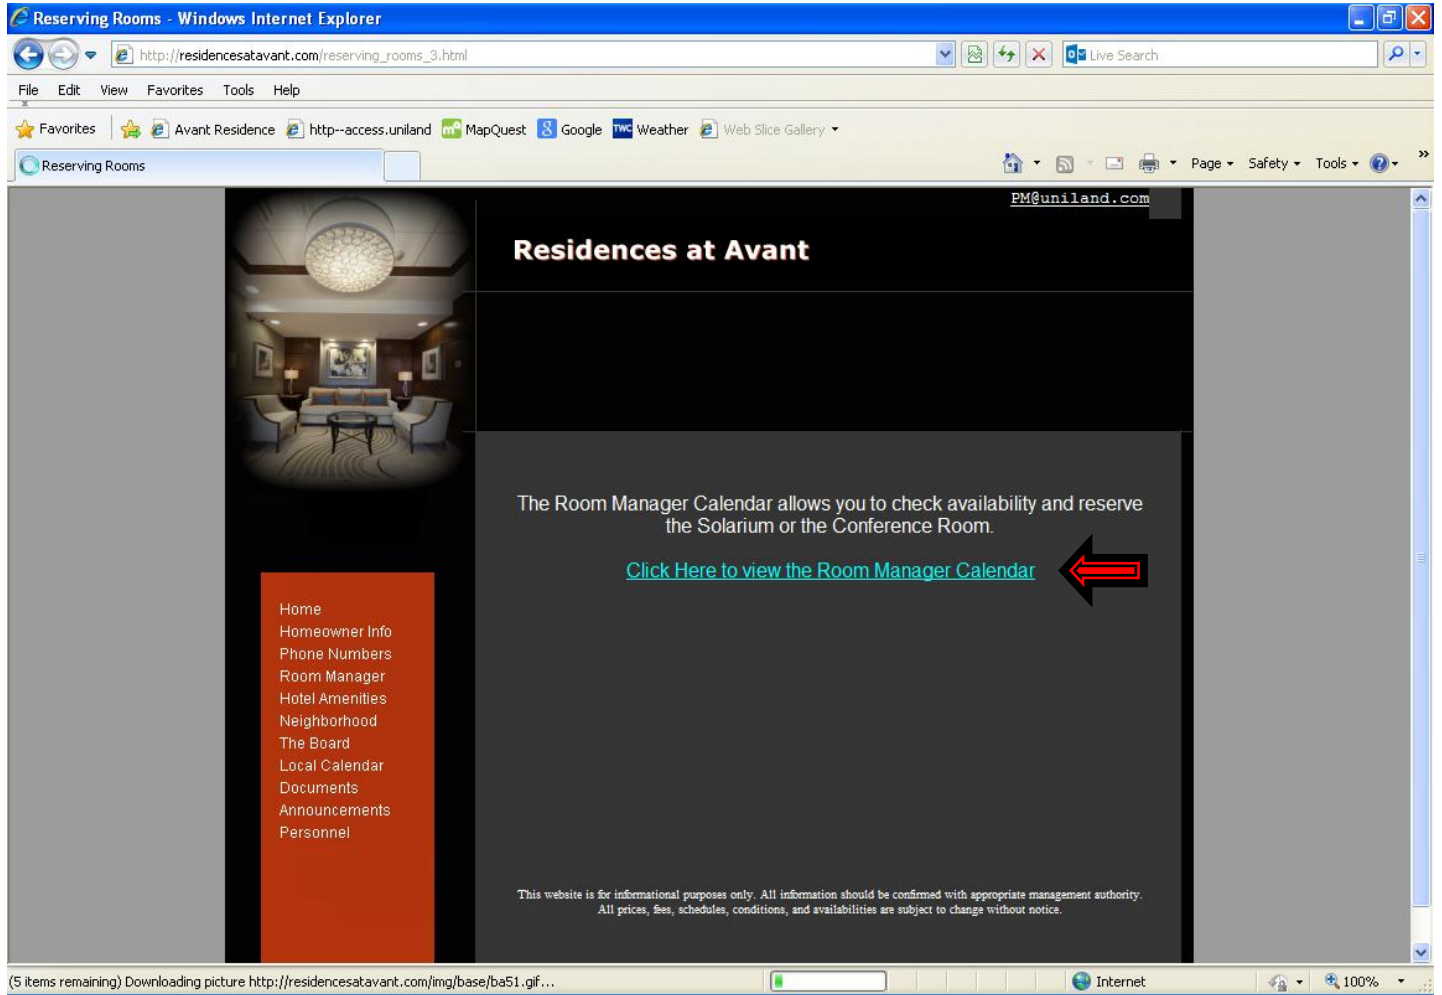 Reserving Rooms - Windows Internet Explorer
http://residencesatavant.com/reserving_rooms_3.html
Live Search
File Edit View Favorites Tools Help
x
Favorites Avant Residence http--access.uniland MapQuest Google TWC Weather Web Slice Gallery
Reserving Rooms
Page Safety Tools
PM@uniland.com
Residences at Avant
The Room Manager Calendar allows you to check availability and reserve
the Solarium or the Conference Room.
Click Here to view the Room Manager Calendar
Home
Homeowner Info
Phone Numbers
Room Manager
Hotel Amenities
Neighborhood
The Board
Local Calendar
Documents
Announcements
Personnel
This website is for informational purposes only. All information should be confirmed with appropriate management authority.
All prices, fees, schedules, conditions, and availabilities are subject to change without notice.
(5 items remaining) Downloading picture http://residencesatavant.com/img/base/ba51.gif...
Internet
100%